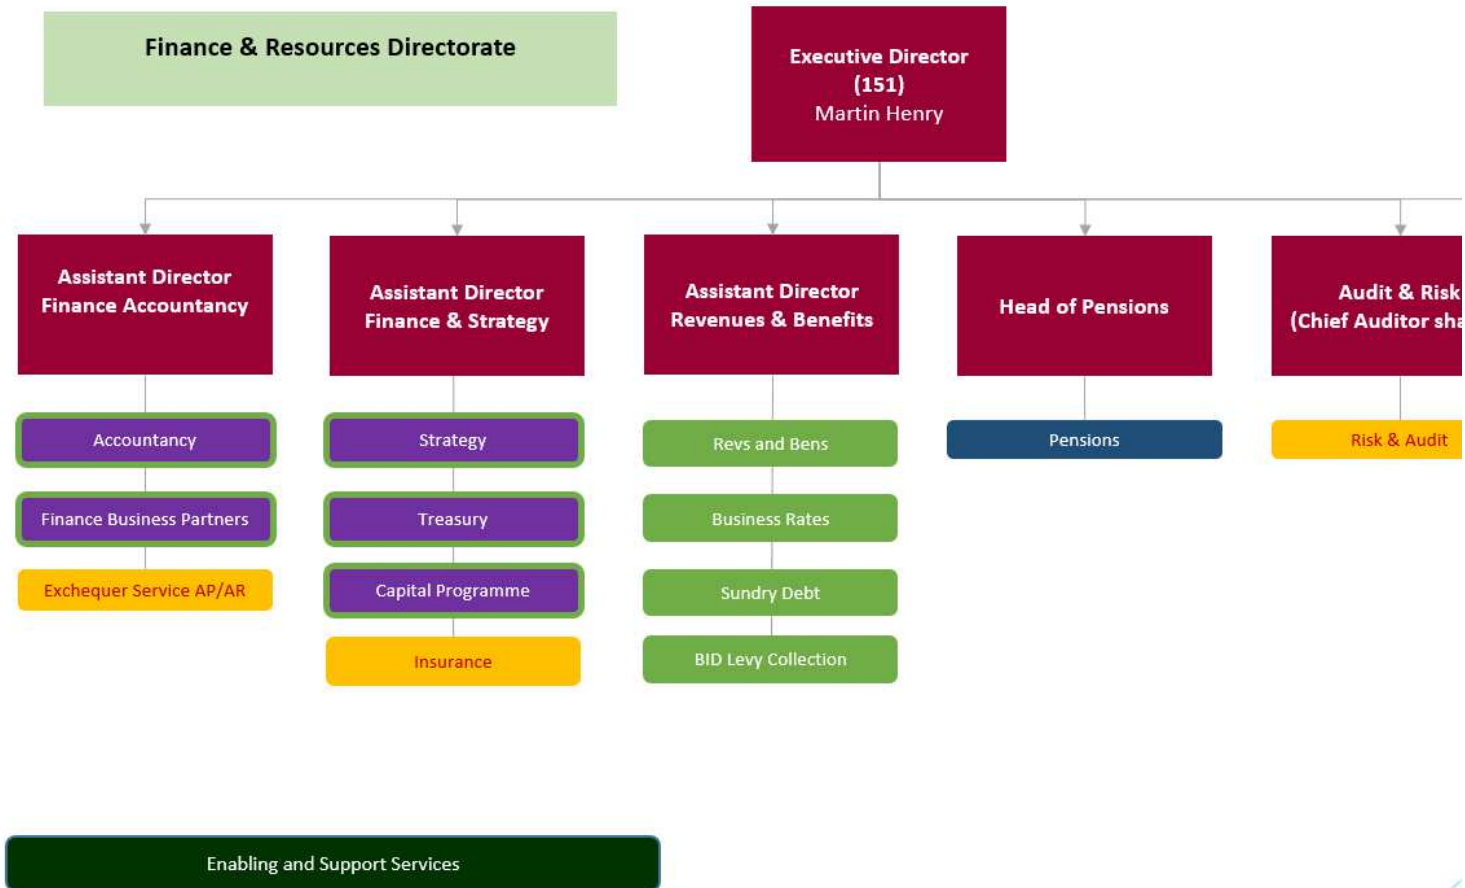 Finance & Resources Directorate
Executive Director
(151)
Martin Henry
Assistant Director
Finance Accountancy
Assistant Director
Finance & Strategy
Assistant Director
Revenues & Benefits
Head of Pensions
Audit & Risk
(Chief Auditor
Accountancy
Strategy
Revs and Bens
Pensions
Risk & Audit
Finance Business Partners
Treasury
Business Rates
Exchequer Service AP/AR
Capital Programme
Sundry Debt
Insurance
BID Levy Collection
Enabling and Support Services